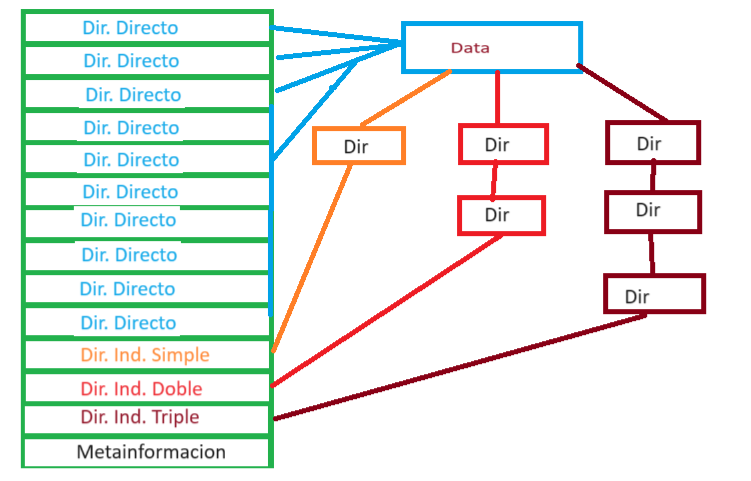 Dir. Directo
Dir. Directo
Dir. Directo
Dir. Directo
Dir. Directo
Dir. Directo
Dir. Directo
Dir. Directo
Dir. Directo
Dir. Directo
Dir. Ind. Simple
Dir. Ind. Doble
Dir. Ind. Triple
Metainformacion
Data
Dir
Dir
Dir
Dir
Dir
Dir